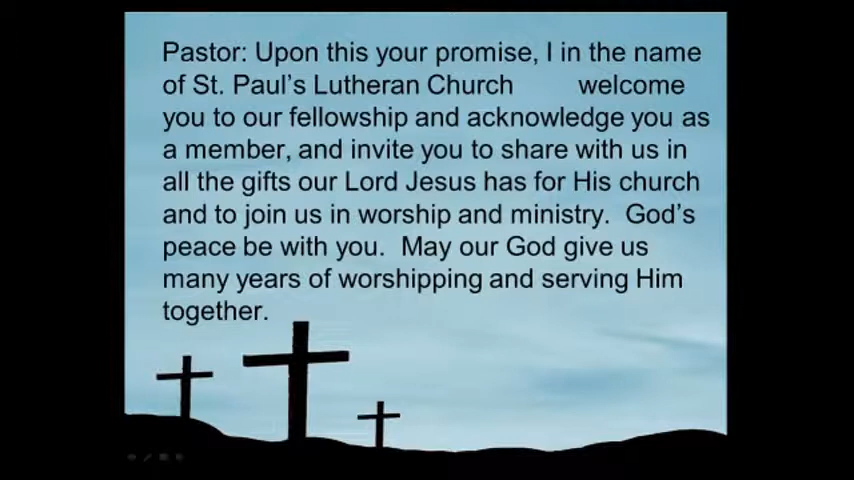 Pastor: Upon this your promise, I in the name
of St. Paul’s Lutheran Church welcome
you to our fellowship and acknowledge you as
a member, and invite you to share with us in
all the gifts our Lord Jesus has for His church
and to join us in worship and ministry. God’s
peace be with you. May our God give us
many years of worshipping and serving Him
together.